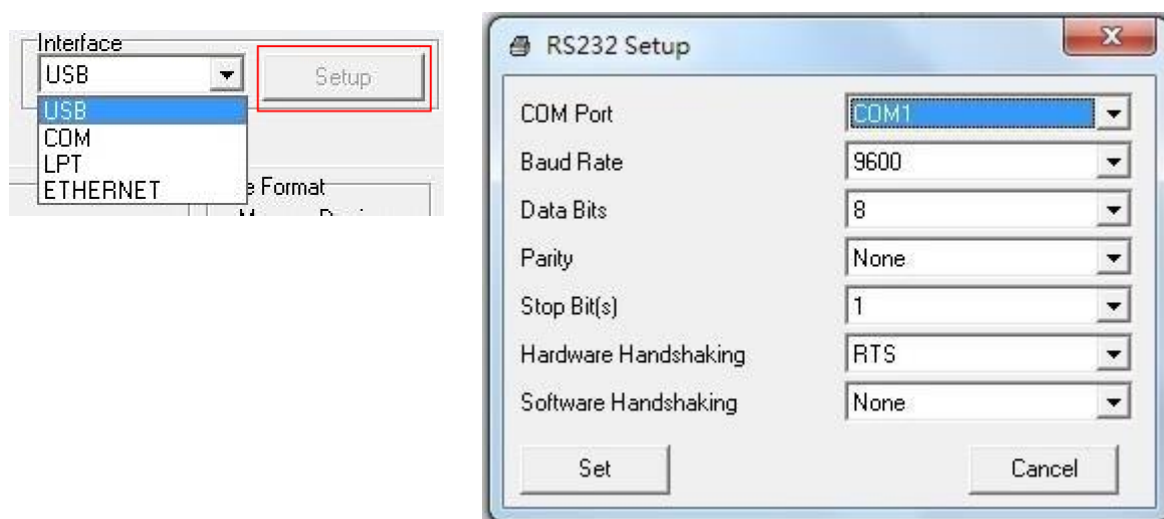 Interface
USB
Setup
USB
COM
LPT
ETHERNET
e Format
RS232 Setup
COM Port COM1
Baud Rate 9600
Data Bits 8
Parity None
Stop Bit(s) 1
Hardware Handshaking RTS
Software Handshaking None
Set Cancel